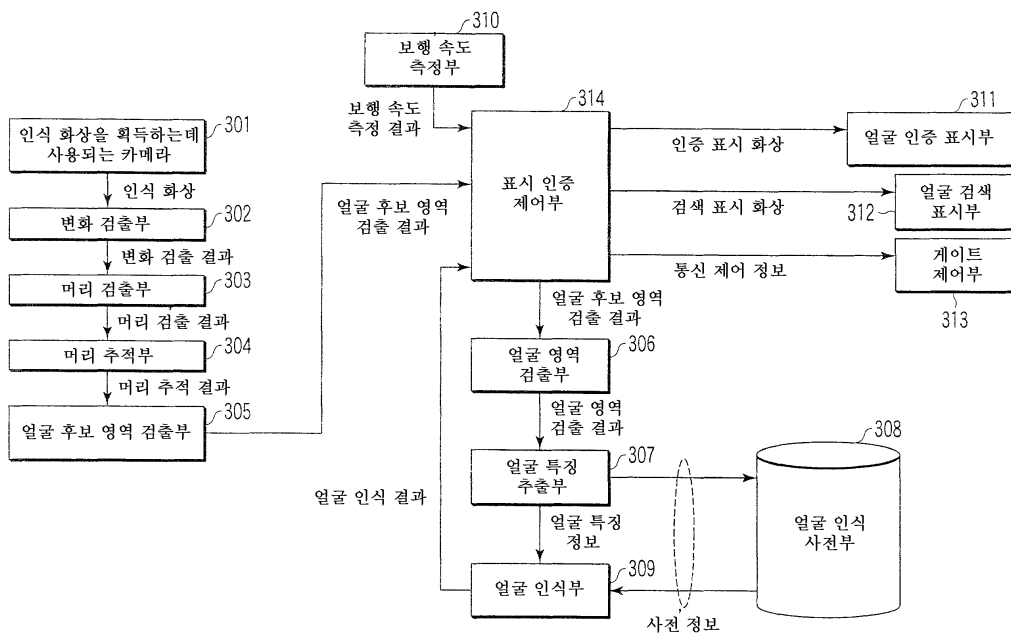 310
보행 속도
측정부
보행 속도
측정 결과
314
표시 인증
제어부
311
얼굴 인증 표시부
인증 표시 화상
얼굴 검색
표시부
312
검색 표시 화상
게이트
제어부
313
통신 제어 정보
301
인식 화상을 획득하는데
사용되는 카메라
인식 화상
302
변화 검출부
변화 검출 결과
303
머리 검출부
머리 검출 결과
304
머리 추적부
머리 추적 결과
305
얼굴 후보 영역 검출부
얼굴 후보 영역
검출 결과
얼굴 후보 영역
검출 결과
306
얼굴 영역
검출부
얼굴 영역
검출 결과
307
얼굴 특징
추출부
얼굴 특징
정보
309
얼굴 인식부
얼굴 인식 결과
308
얼굴 인식
사전부
사전 정보